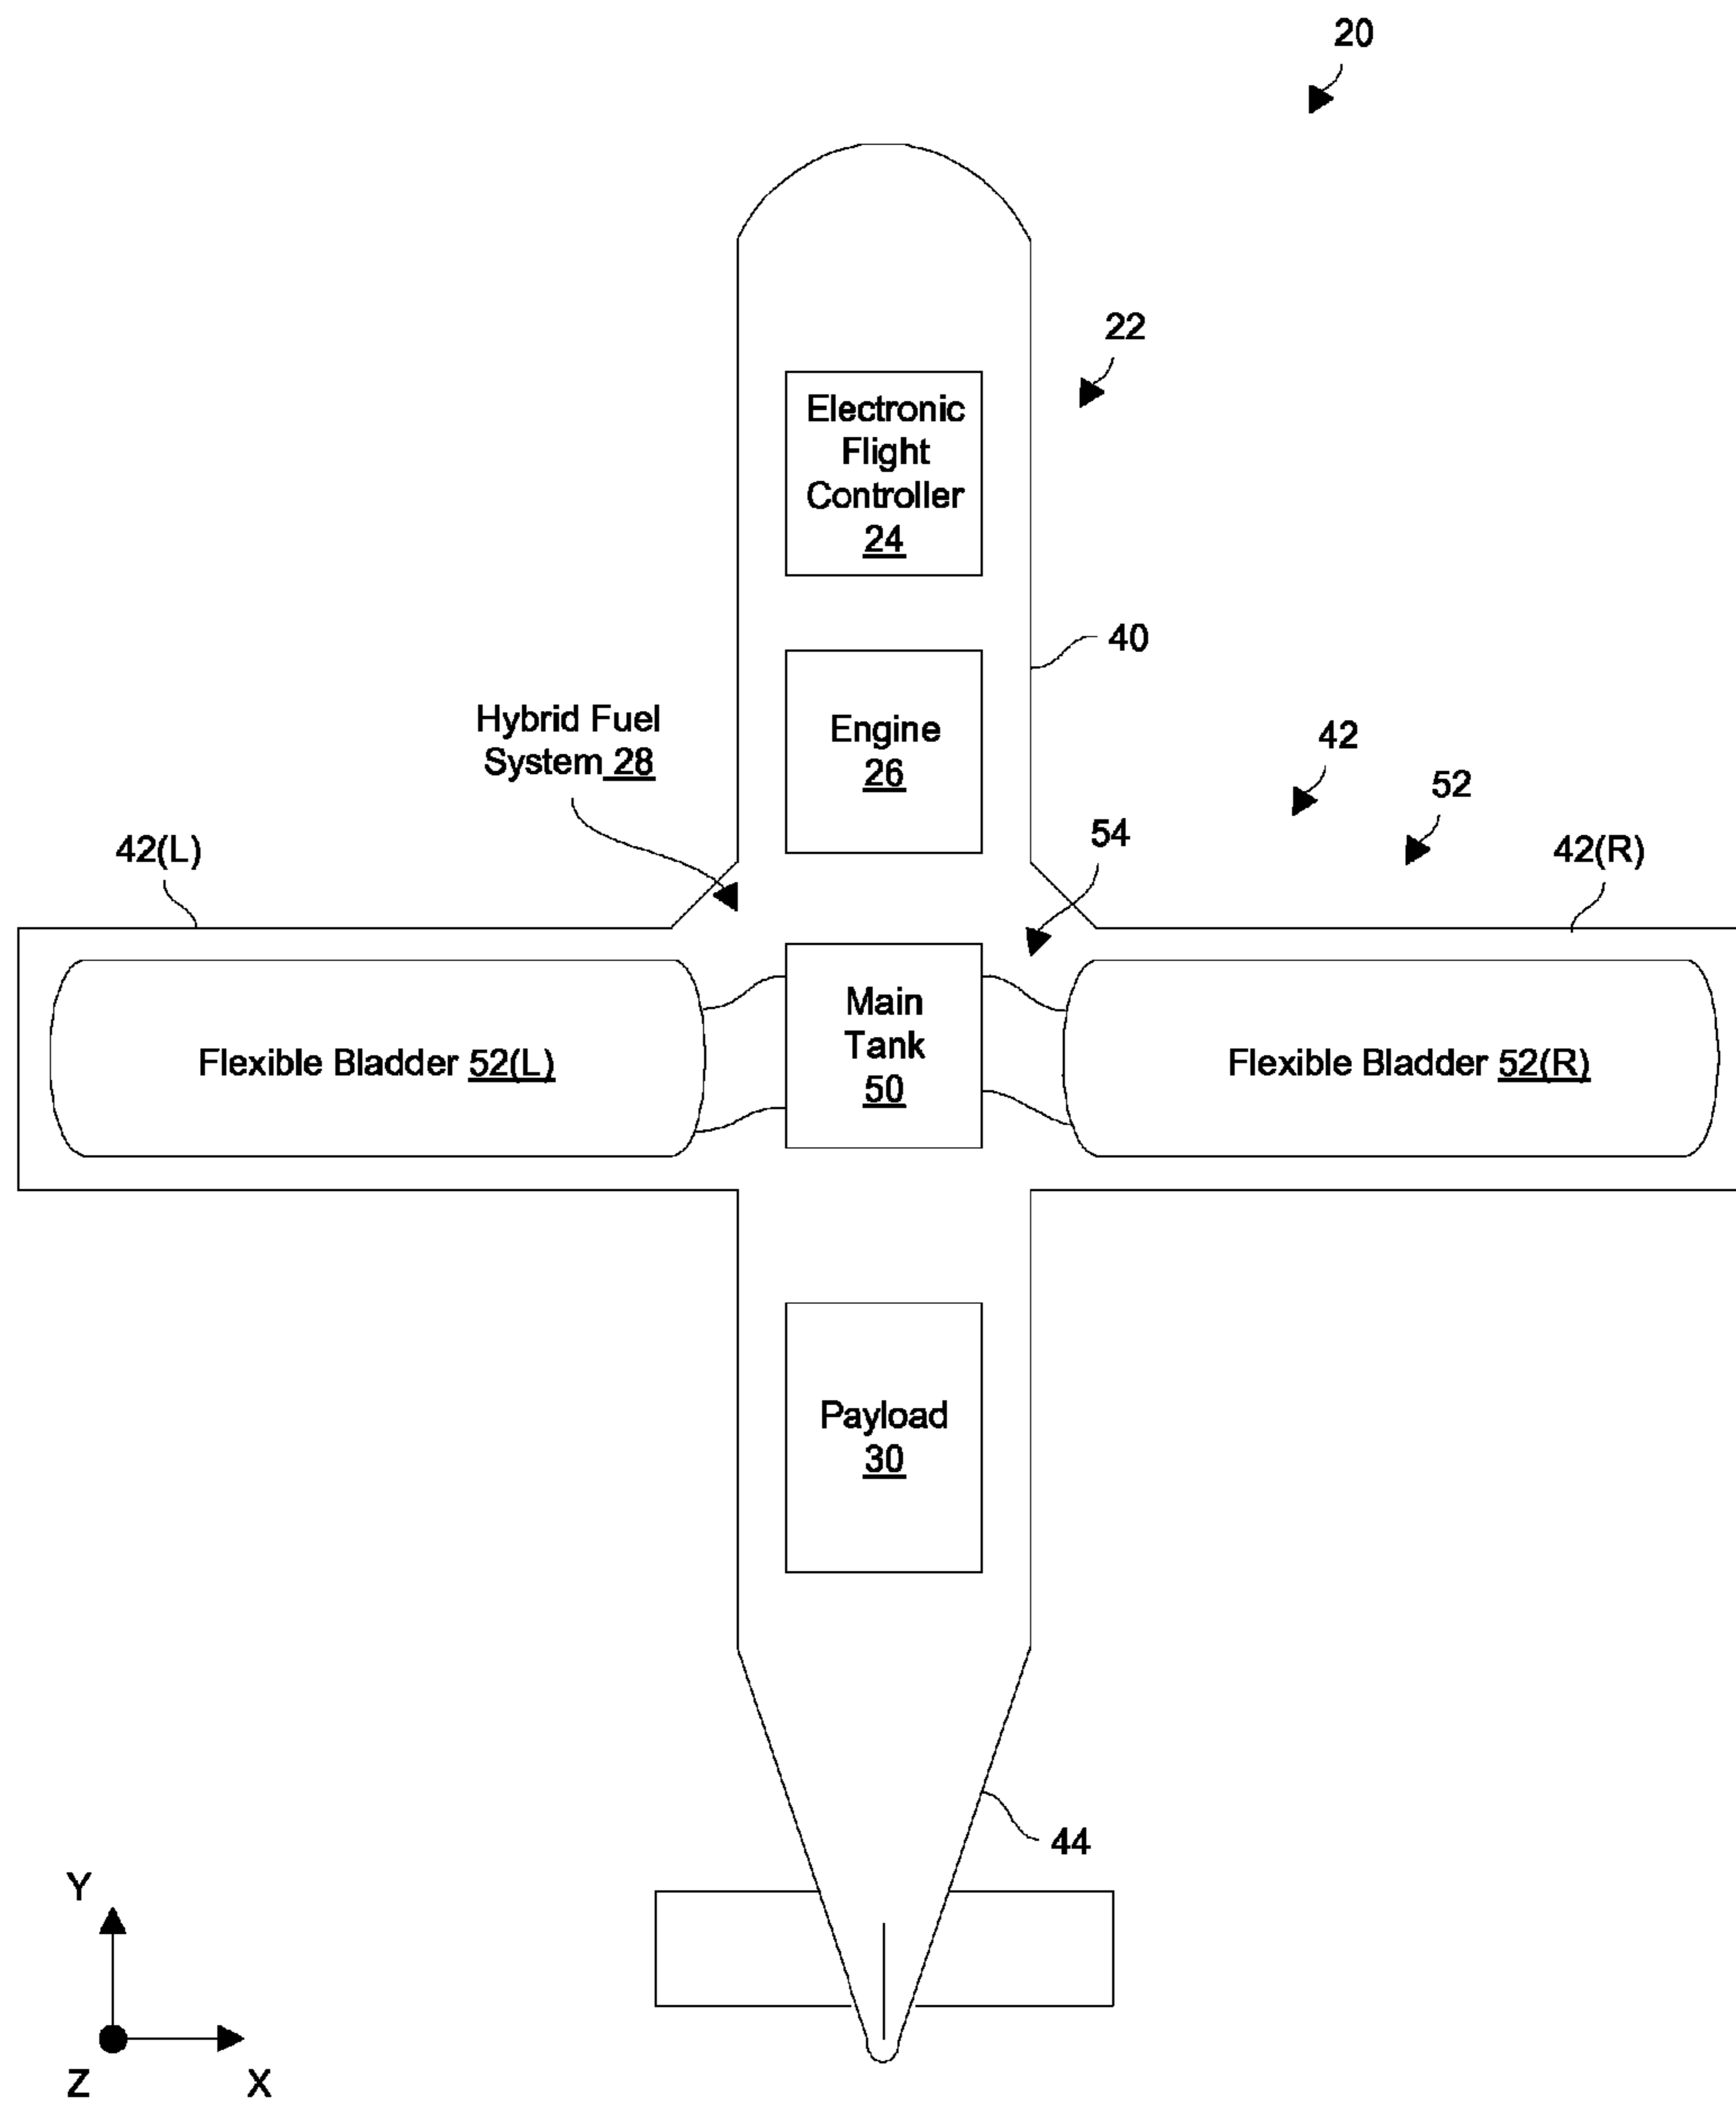 20
22
Electronic
Flight
Controller
24
40
Hybrid Fuel
System 28
Engine
26
42
52
54
42(L)
42(R)
Main
Tank
50
Flexible Bladder 52(L)
Flexible Bladder 52(R)
Payload
30
44
Y
Z
X